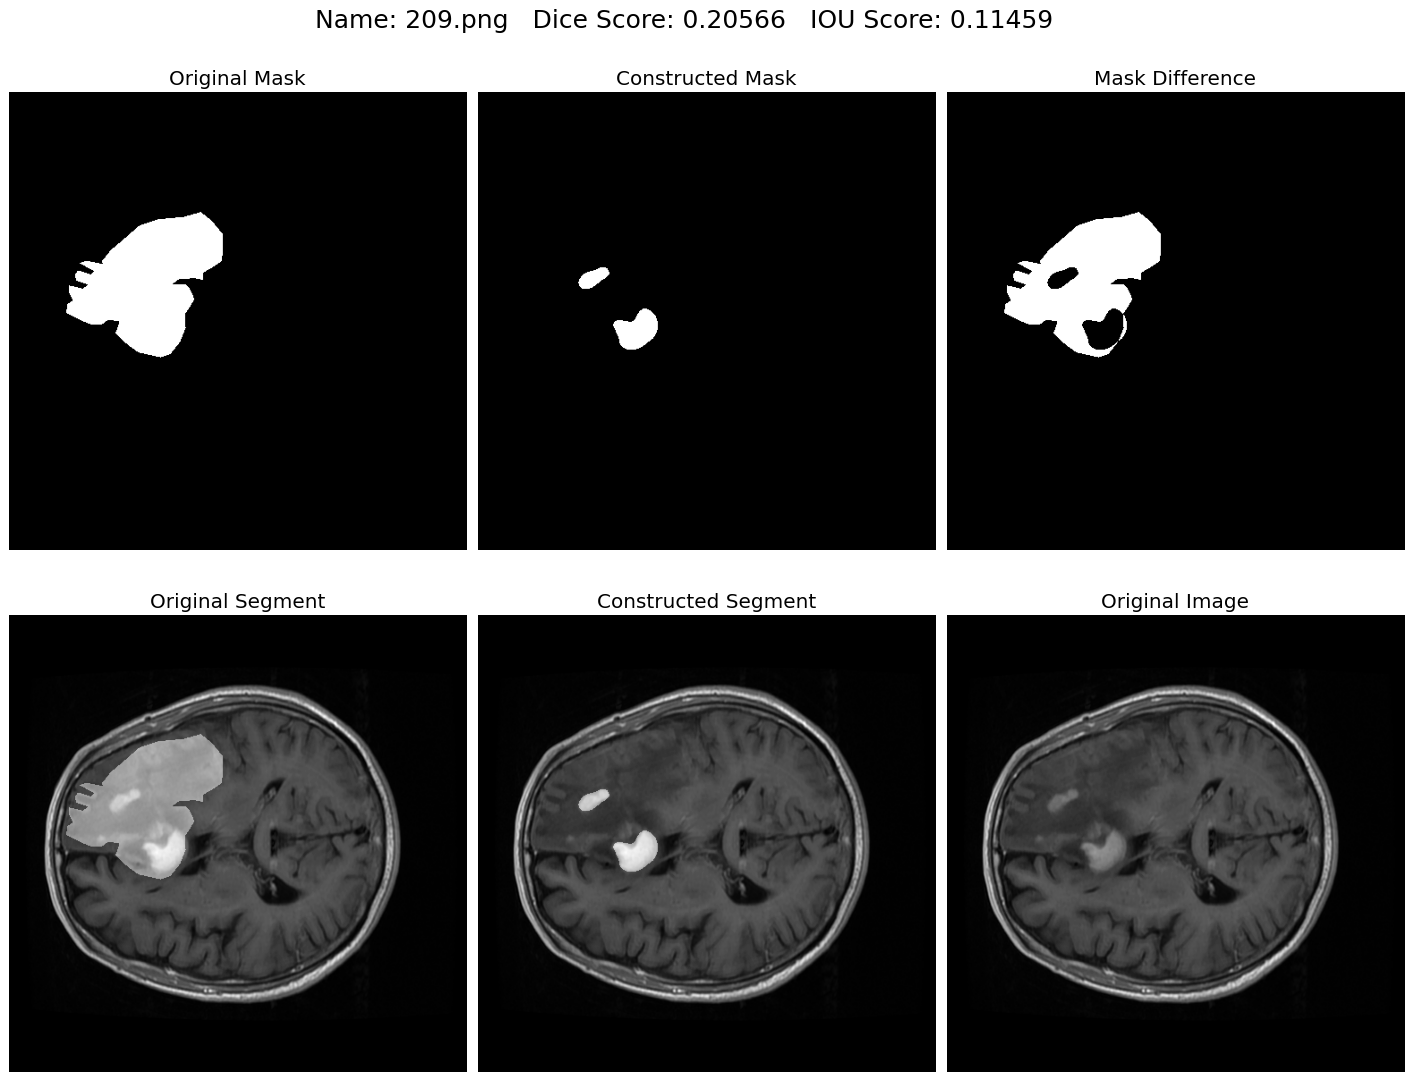 Name: 209.png   Dice Score: 0.20566   IOU Score: 0.11459
Original Mask
Constructed Mask
Mask Difference
Original Segment
Constructed Segment
Original Image